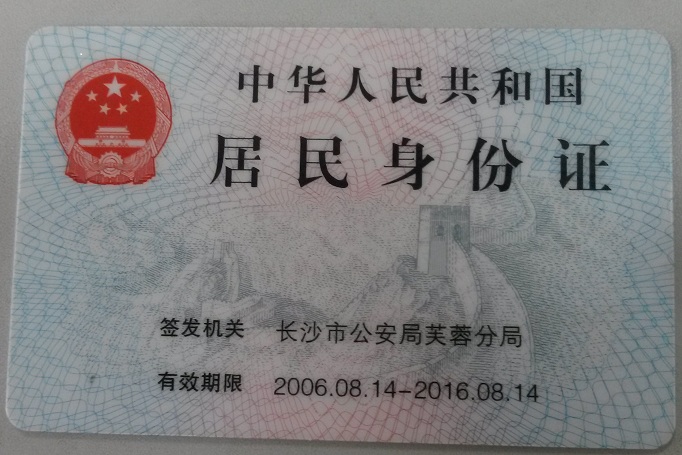 中华人民共和国
居民身份证
签发机关 长沙市公安局芙蓉分局
有效期限 2006.08.14-2016.08.14